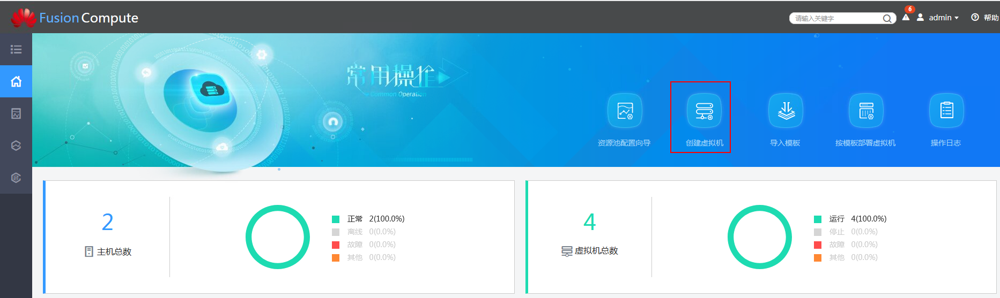 FusionCompute
请输入关键字
6
admin
帮助
常用操作
Common Operation
资源池配置向导
创建虚拟机
导入模板
按模板部署虚拟机
操作日志
2
主机总数
正常 2(100.0%)
离线 0(0.0%)
故障 0(0.0%)
其他 0(0.0%)
4
虚拟机总数
运行 4(100.0%)
停止 0(0.0%)
故障 0(0.0%)
其他 0(0.0%)